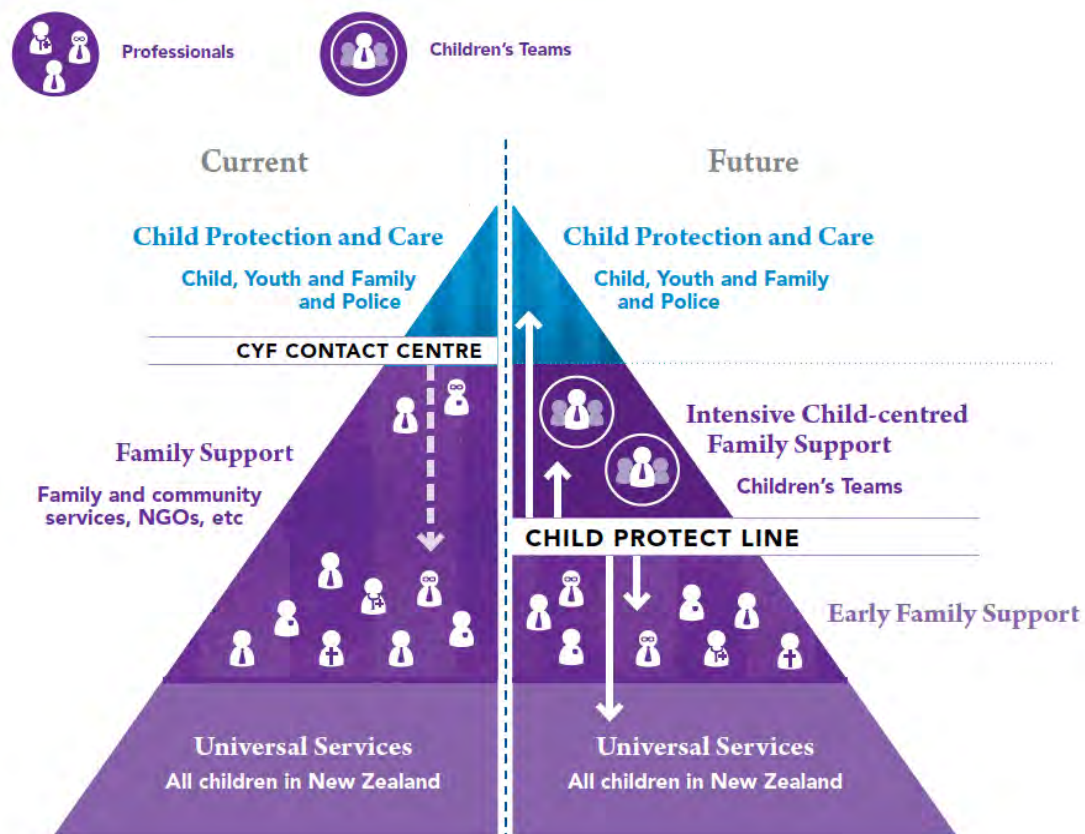 Professionals
Children's Teams
Current
Future
Child Protection and Care
Child, Youth and Family
and Police
CYF CONTACT CENTRE
Family Support
Family and community
services, NGOs, etc
Universal Services
All children in New Zealand
Child Protection and Care
Child, Youth and Family
and Police
Intensive Child-centred
Family Support
Children's Teams
CHILD PROTECT LINE
Early Family Support
Universal Services
All children in New Zealand